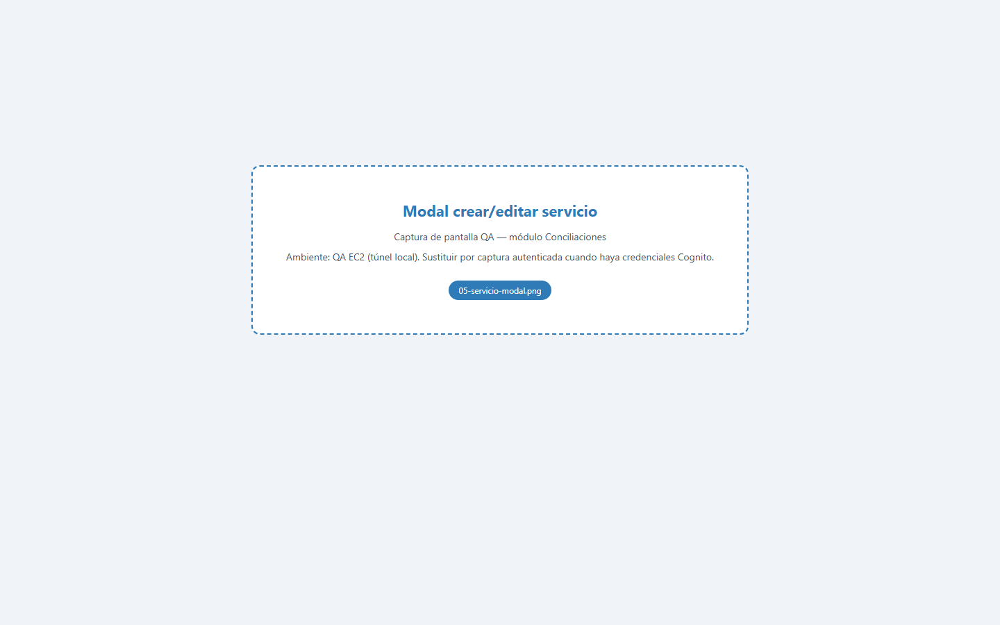 Modal crear/editar servicio
Captura de pantalla QA — módulo Conciliaciones
Ambiente: QA EC2 (túnel local). Sustituir por captura autenticada cuando haya credenciales Cognito.
05-servicio-modal.png